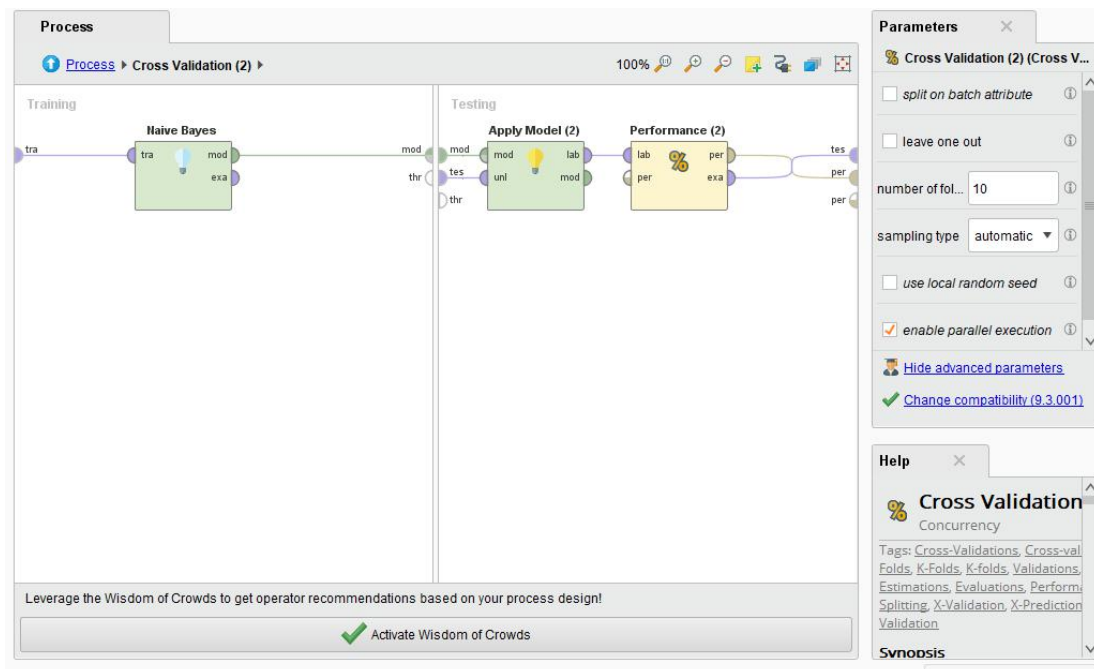 Process
Process ▸ Cross Validation (2) ▸
100%
Training
Testing
Naive Bayes
Apply Model (2)
Performance (2)
tra
tra
mod
exa
mod
thr
mod
tes
thr
mod
unl
lab
mod
lab
per
per
exa
tes
per
per
Leverage the Wisdom of Crowds to get operator recommendations based on your process design!
Activate Wisdom of Crowds
Parameters
Cross Validation (2) (Cross V...
split on batch attribute
leave one out
number of fol... 10
sampling type automatic
use local random seed
enable parallel execution
Hide advanced parameters
Change compatibility (9.3.001)
Help
Cross Validation
Concurrency
Tags: Cross-Validations, Cross-val
Folds, K-Folds, K-folds, Validations,
Estimations, Evaluations, Perform
Splitting, X-Validation, X-Prediction
Validation
Synopsis